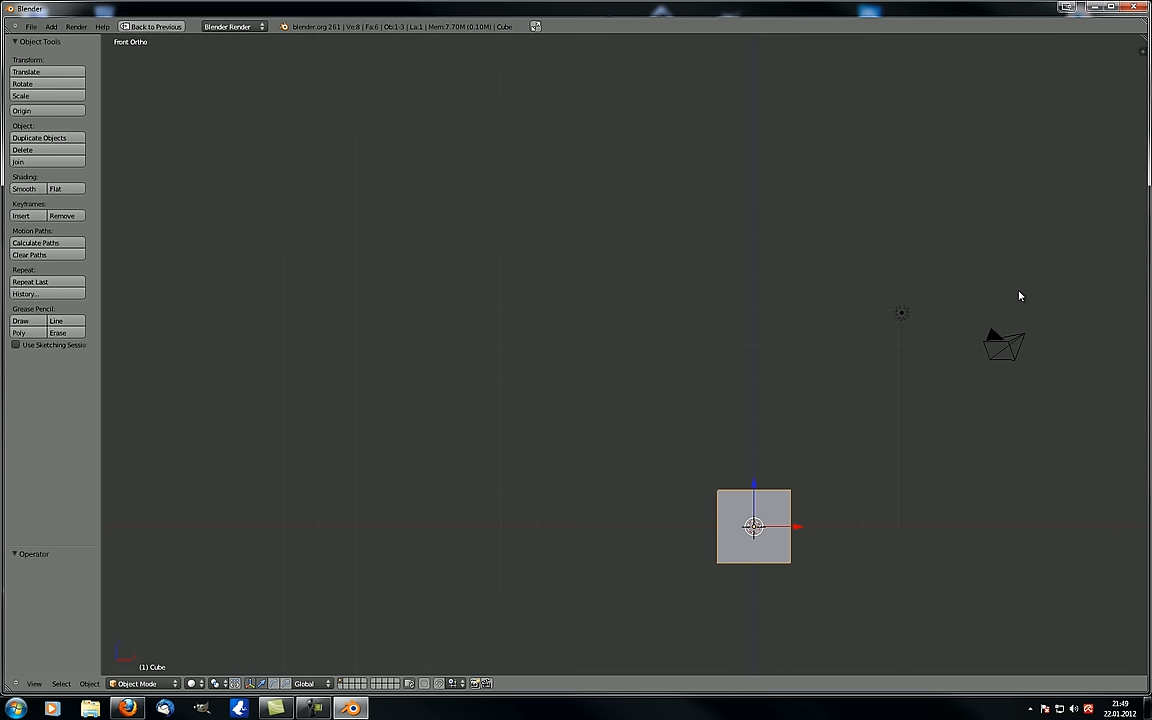 Blender
File Add Render Help Back to Previous Blender Render blender.org 261 | Ve:8 | Fa:6 | Ob:1-3 | La:1 | Mem:7.70M (0.10M) | Cube
Object Tools
Front Ortho
Transform:
Translate
Rotate
Scale
Origin
Object:
Duplicate Objects
Delete
Join
Shading:
Smooth Flat
Keyframes:
Insert Remove
Motion Paths:
Calculate Paths
Clear Paths
Repeat:
Repeat Last
History...
Grease Pencil:
Draw Line
Poly Erase
Use Sketching Sessio
Operator
(1) Cube
View Select Object Object Mode Global
21:49
22.01.2012